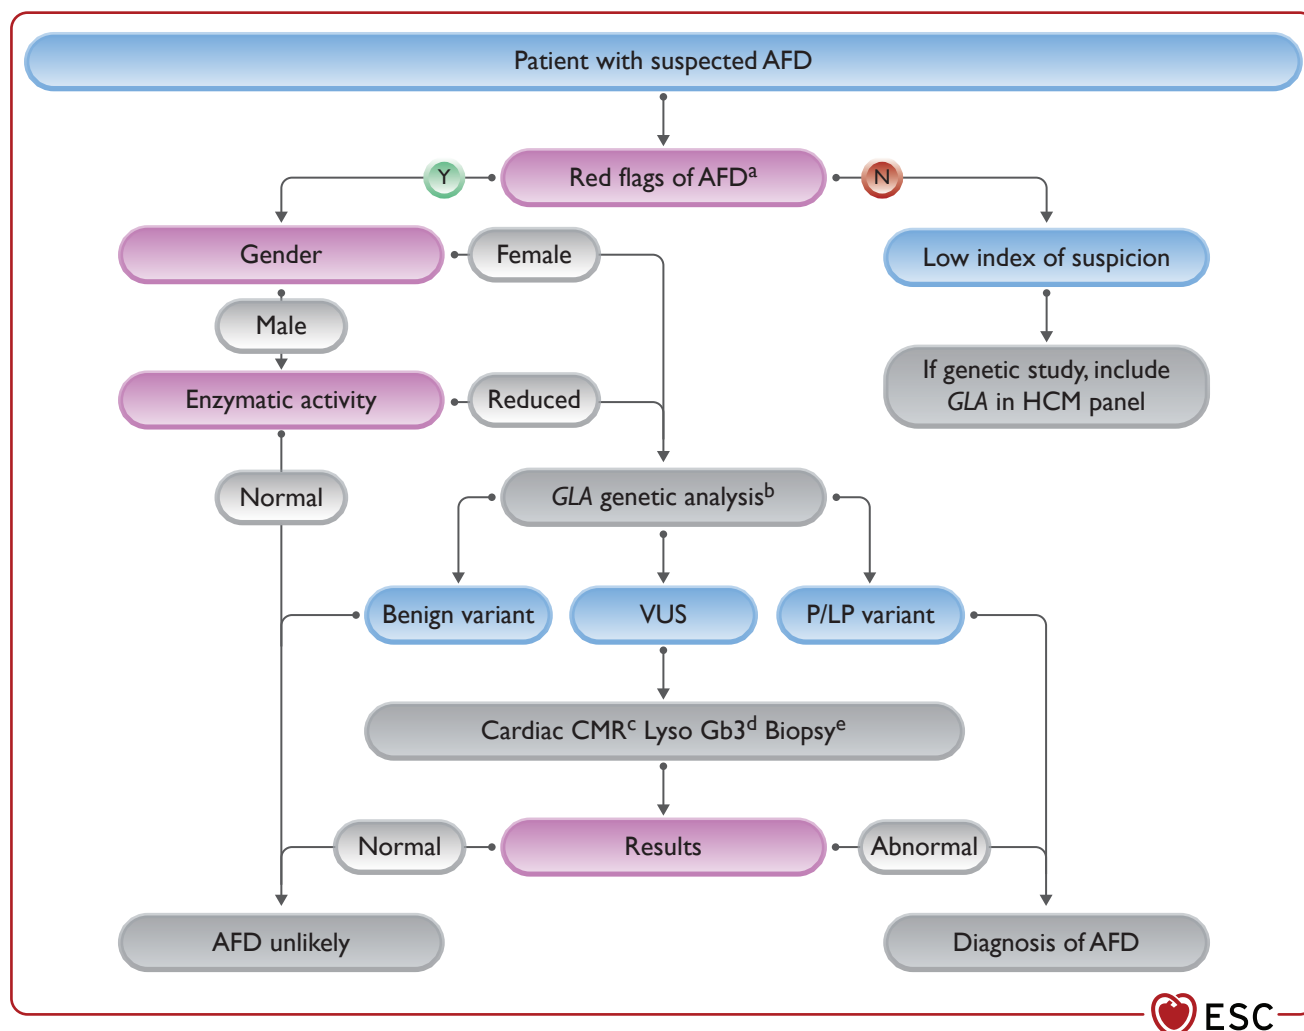 Patient with suspected AFD
Y
Red flags of AFDa
N
Gender
Female
Low index of suspicion
Male
If genetic study, include
GLA in HCM panel
Enzymatic activity
Reduced
Normal
GLA genetic analysisb
Benign variant
VUS
P/LP variant
Cardiac CMRc Lyso Gb3d Biopsye
Normal
Results
Abnormal
AFD unlikely
Diagnosis of AFD
ESC